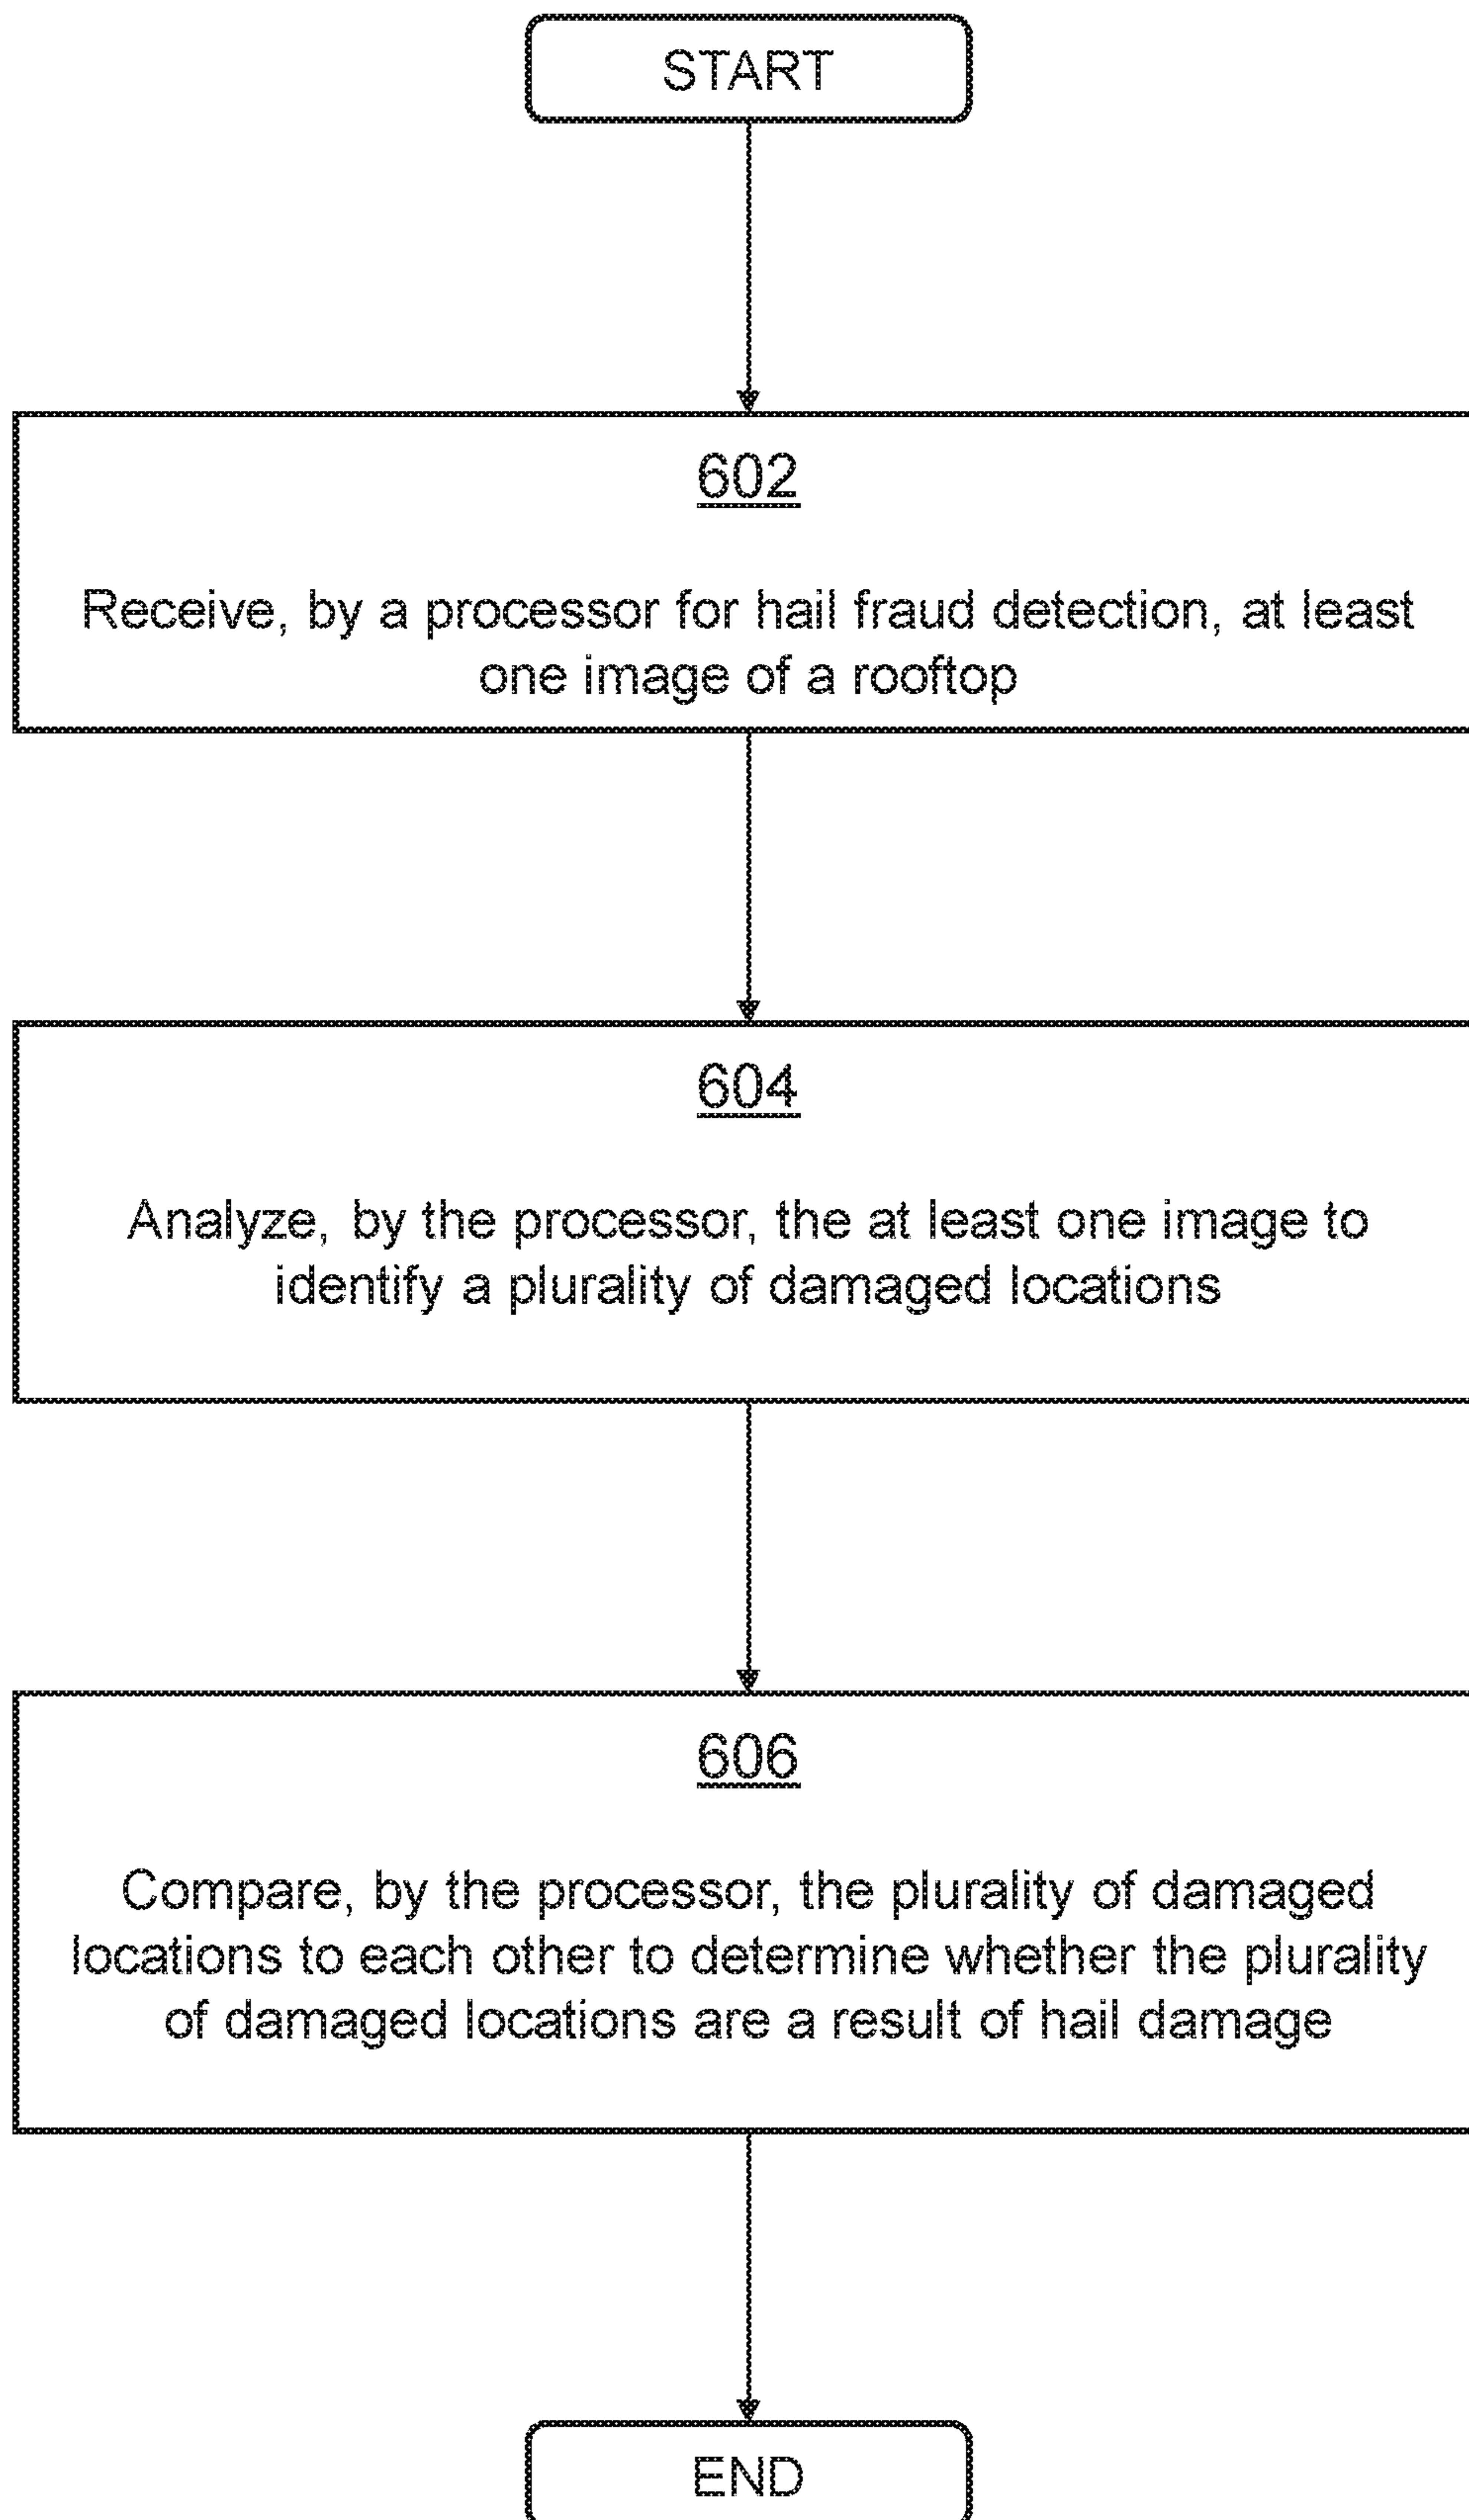 START
602
Receive, by a processor for hail fraud detection, at least
one image of a rooftop
604
Analyze, by the processor, the at least one image to
identify a plurality of damaged locations
606
Compare, by the processor, the plurality of damaged
locations to each other to determine whether the plurality
of damaged locations are a result of hail damage
END